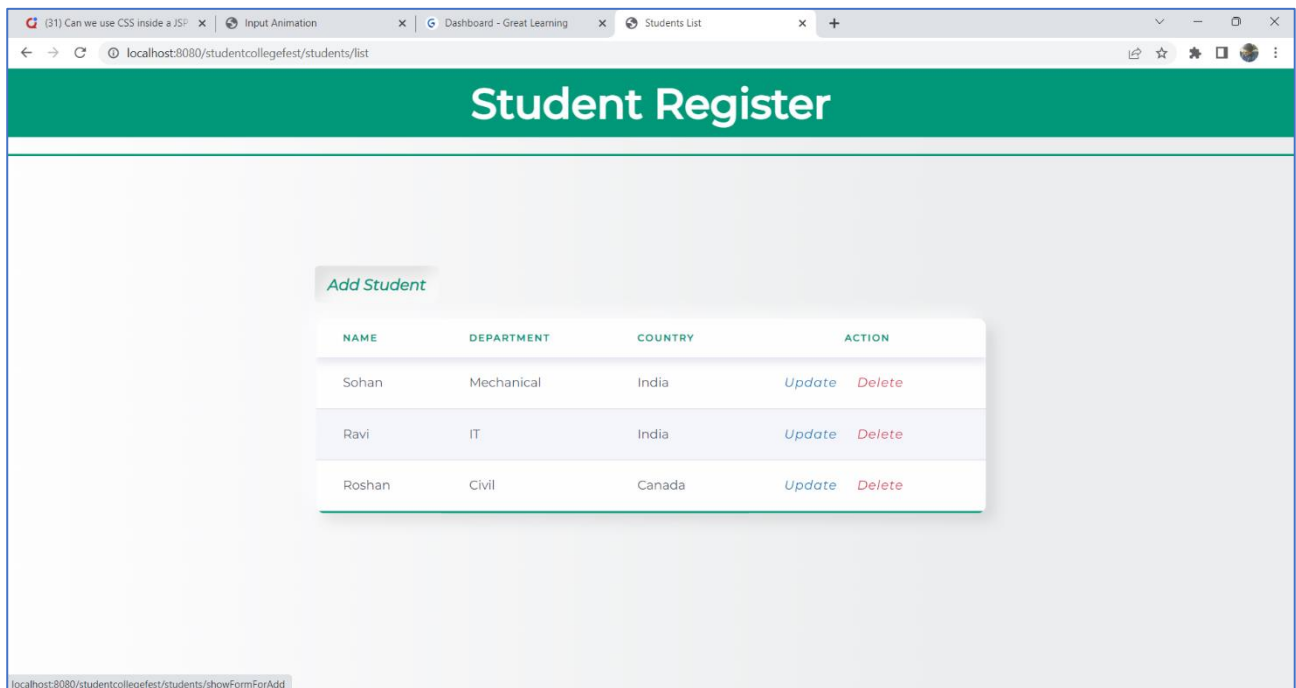 (31) Can we use CSS inside a JSP Input Animation Dashboard - Great Learning Students List
localhost:8080/studentcollegefest/students/list
Student Register
Add Student
NAME DEPARTMENT COUNTRY ACTION
Sohan Mechanical India Update Delete
Ravi IT India Update Delete
Roshan Civil Canada Update Delete
localhost:8080/studentcollegefest/students/showFormForAdd